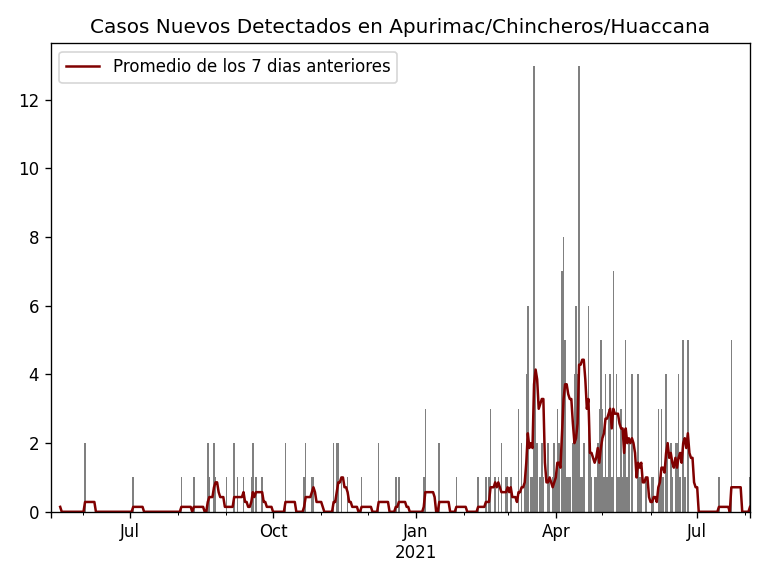 Casos Nuevos Detectados en Apurimac/Chincheros/Huaccana
Promedio de los 7 dias anteriores
12
10
8
6
4
2
0
Jul
Oct
Jan
Apr
Jul
2021